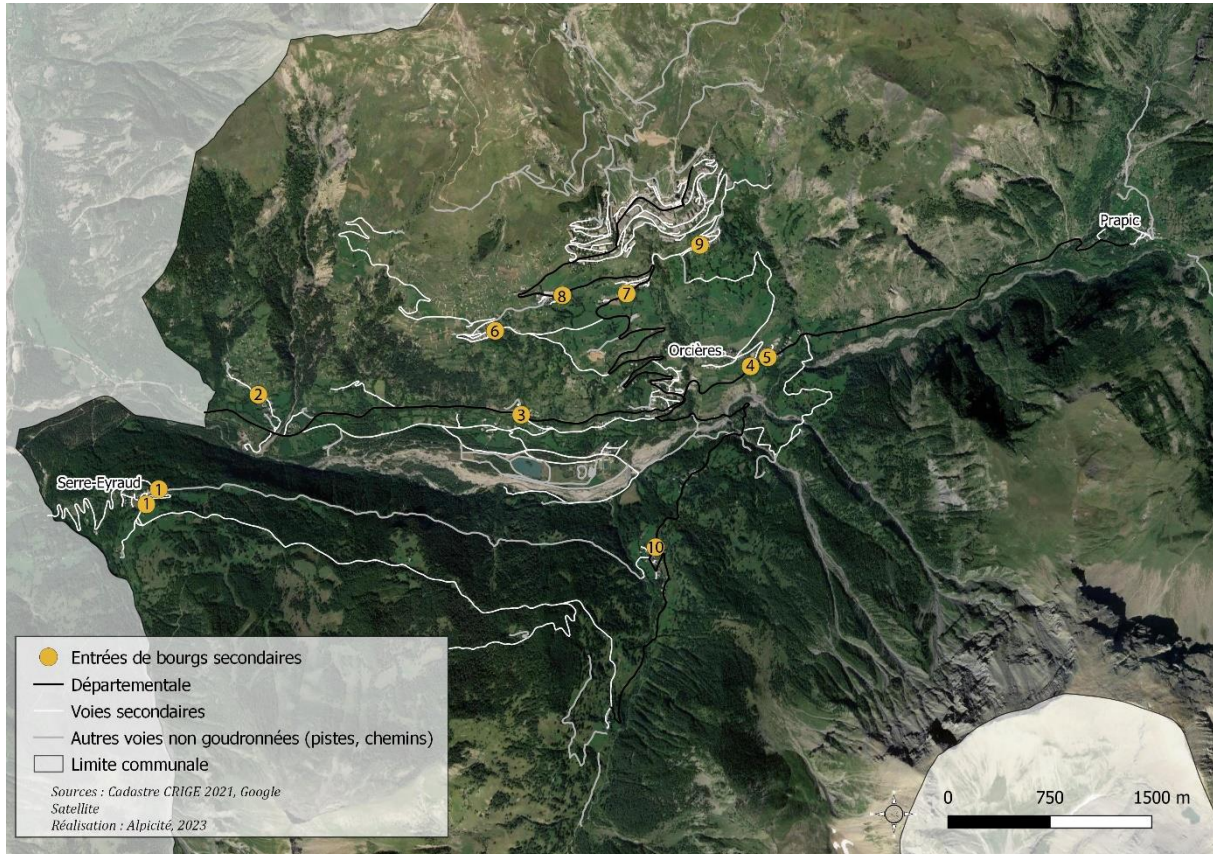 Prapic
9
8
7
6
Orcières
5
4
2
3
Serre-Eyraud
1
1
10
Entrées de bourgs secondaires
Départementale
Voies secondaires
Autres voies non goudronnées (pistes, chemins)
Limite communale
Sources : Cadastre CRIGE 2021, Google
Satellite
Réalisation : Alpicité, 2023
0 750 1500 m